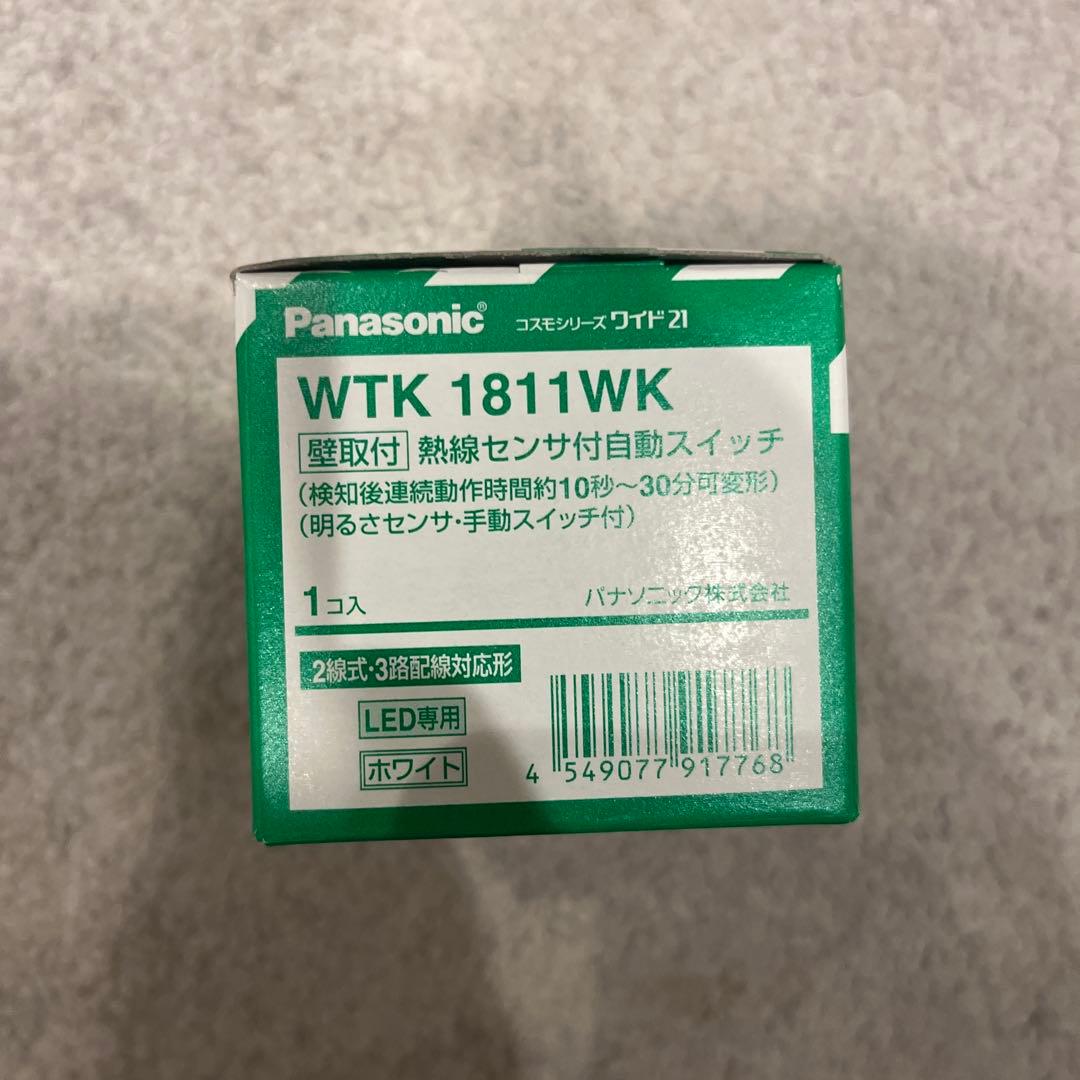 Panasonic® コスモシリーズ ワイド21
WTK 1811WK
壁取付 熱線センサ付自動スイッチ
(検知後連続動作時間約10秒〜30分可変形)
(明るさセンサ・手動スイッチ付)
1コ入 パナソニック株式会社
2線式・3路配線対応形
LED専用
ホワイト
4 549077 917768